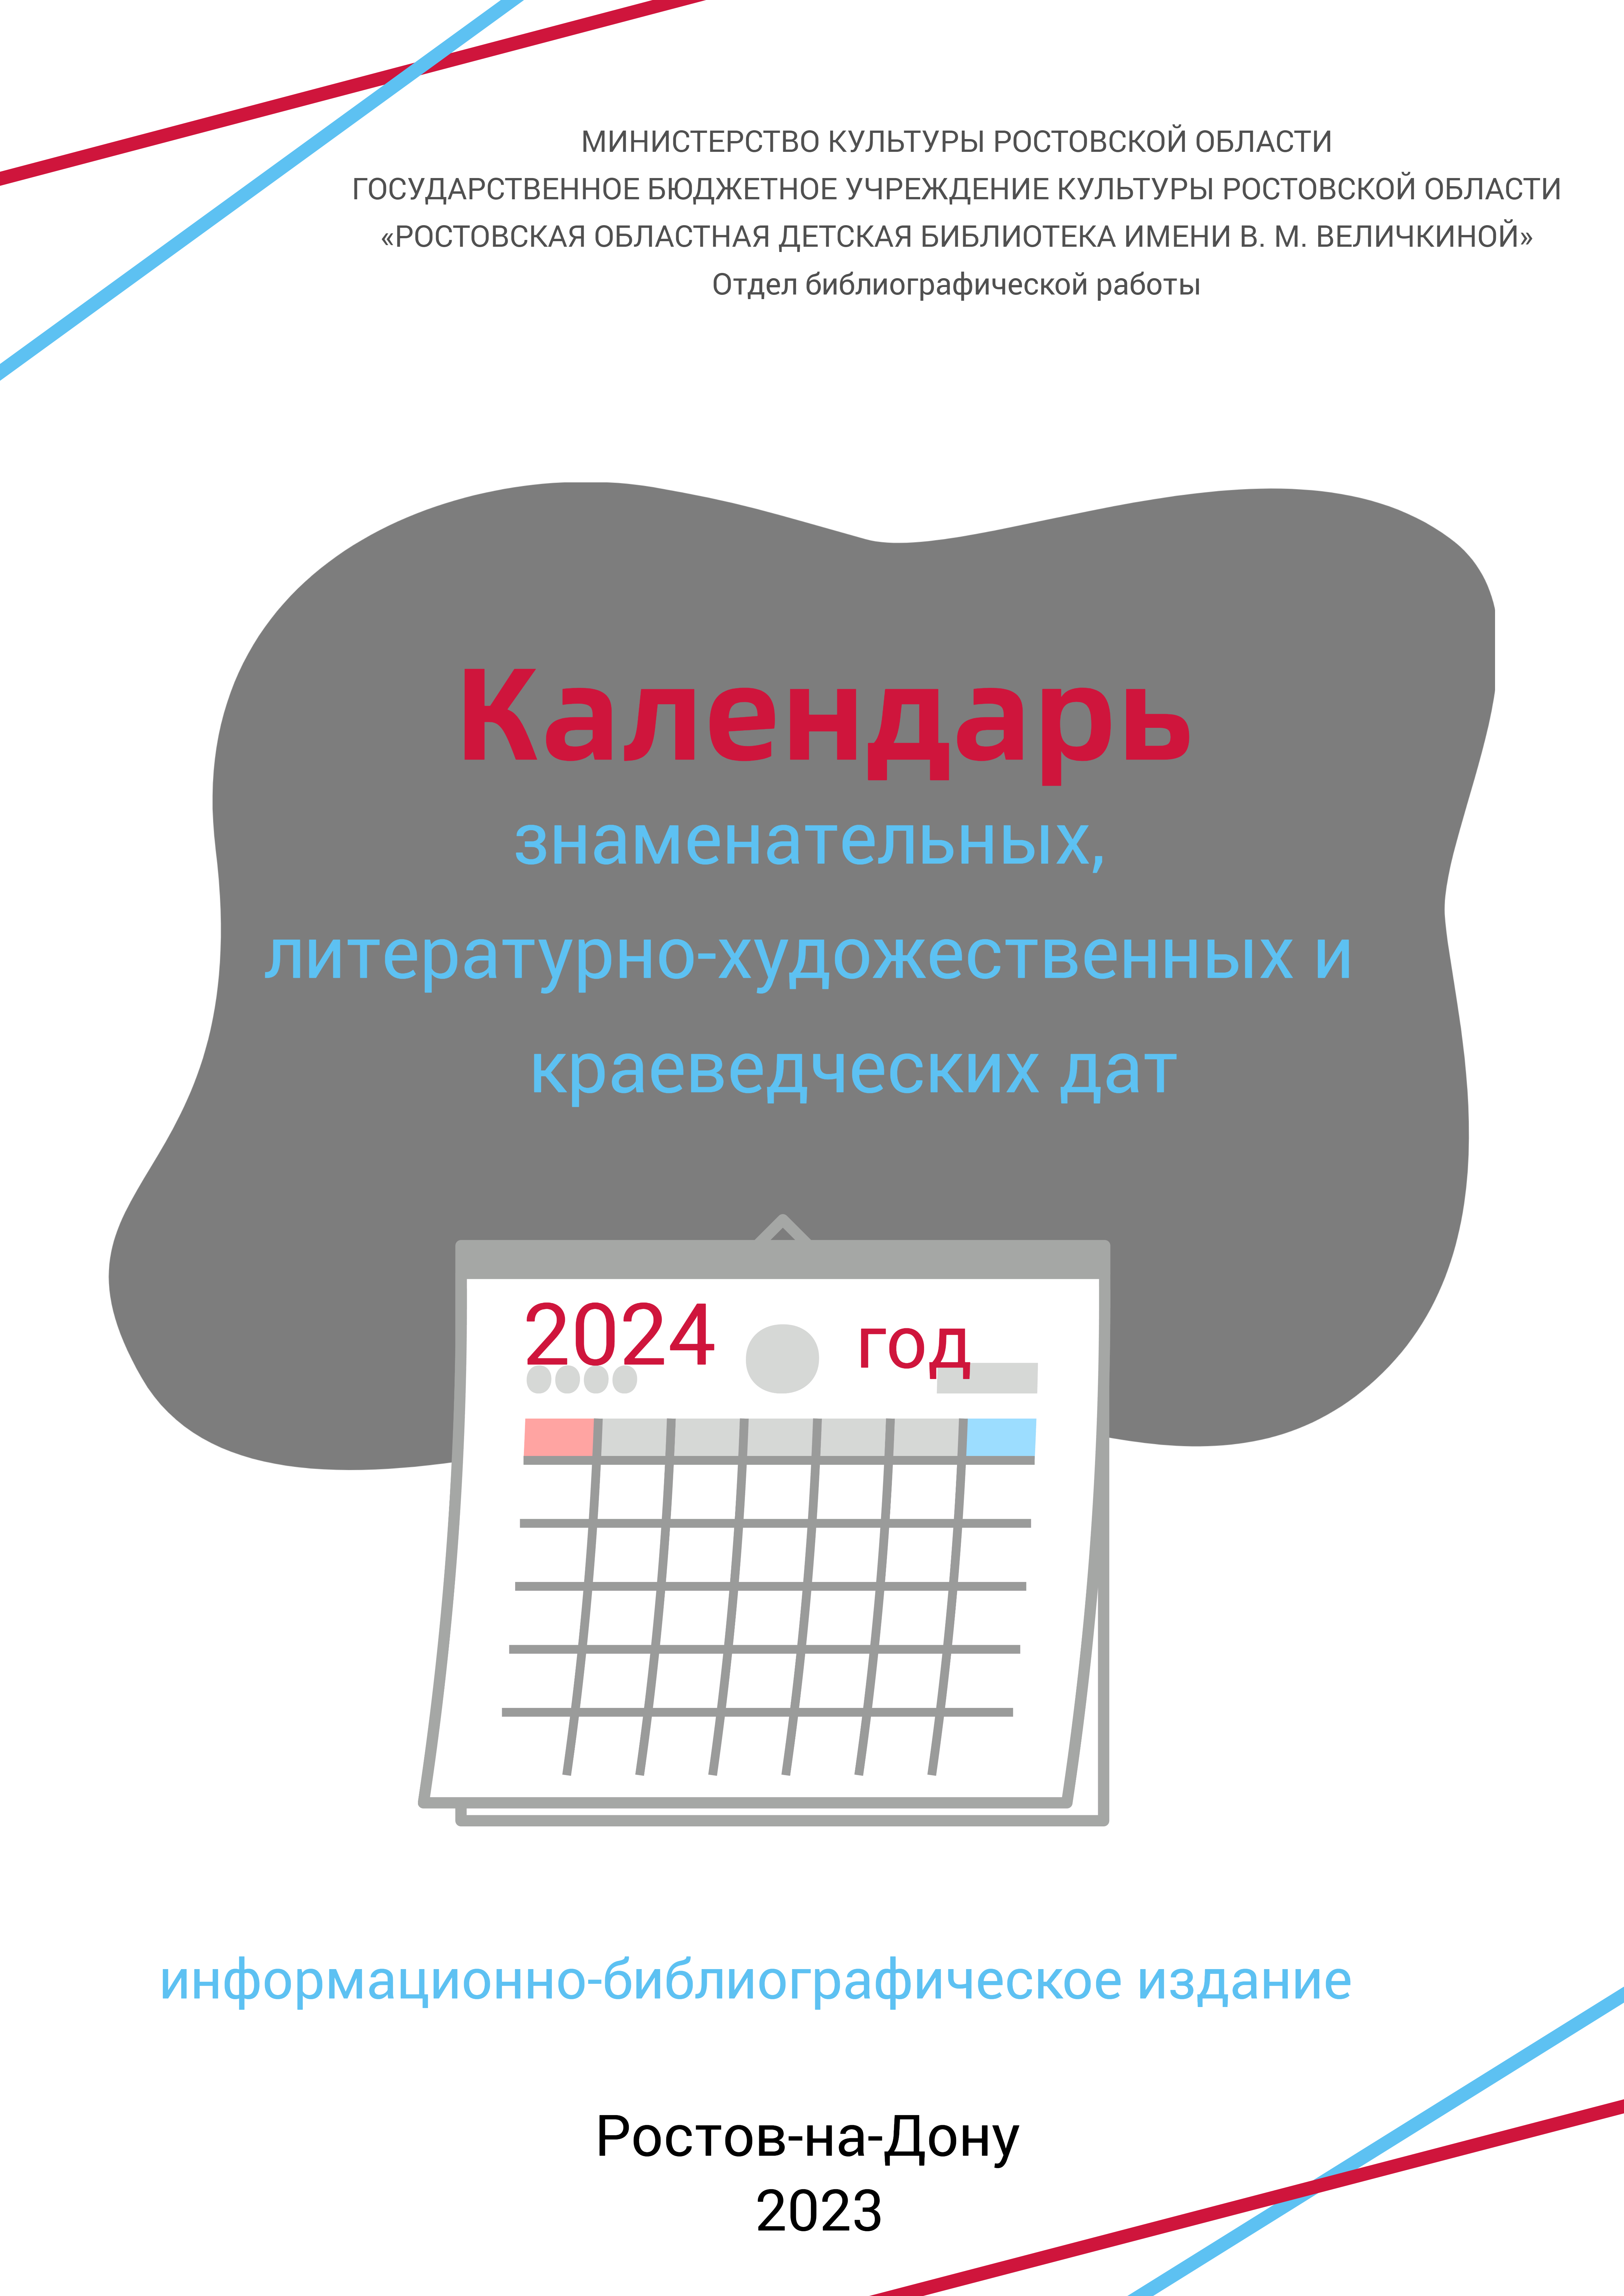 МИНИСТЕРСТВО КУЛЬТУРЫ РОСТОВСКОЙ ОБЛАСТИ
ГОСУДАРСТВЕННОЕ БЮДЖЕТНОЕ УЧРЕЖДЕНИЕ КУЛЬТУРЫ РОСТОВСКОЙ ОБЛАСТИ
«РОСТОВСКАЯ ОБЛАСТНАЯ ДЕТСКАЯ БИБЛИОТЕКА ИМЕНИ В. М. ВЕЛИЧКИНОЙ»
Отдел библиографической работы
Календарь
знаменательных,
литературно-художественных и
краеведческих дат
2024 год
информационно-библиографическое издание
Ростов-на-Дону
2023